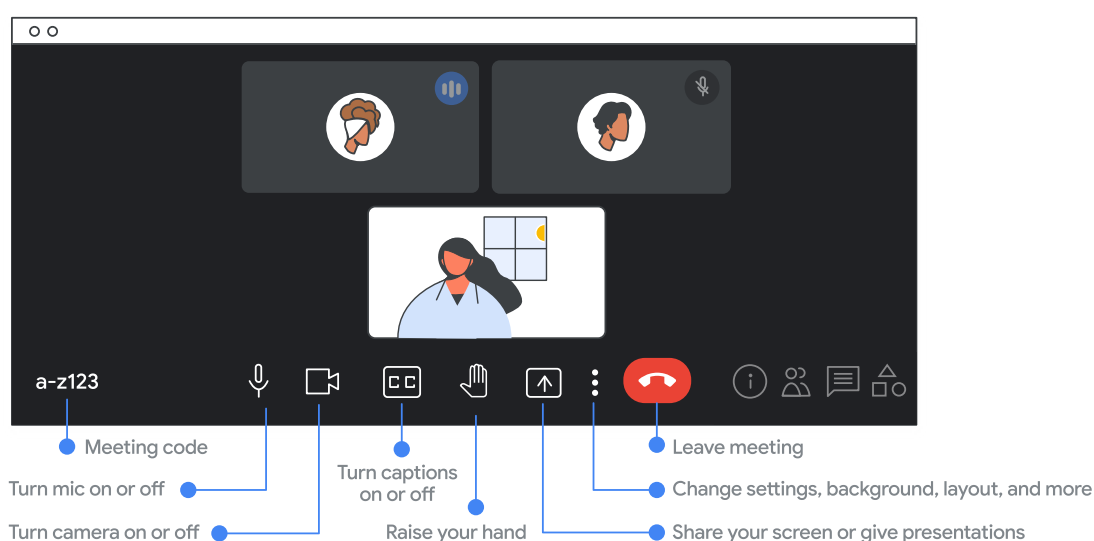 a-z123
CC
Meeting code
Leave meeting
Turn captions
on or off
Turn mic on or off
Change settings, background, layout, and more
Turn camera on or off
Raise your hand
Share your screen or give presentations